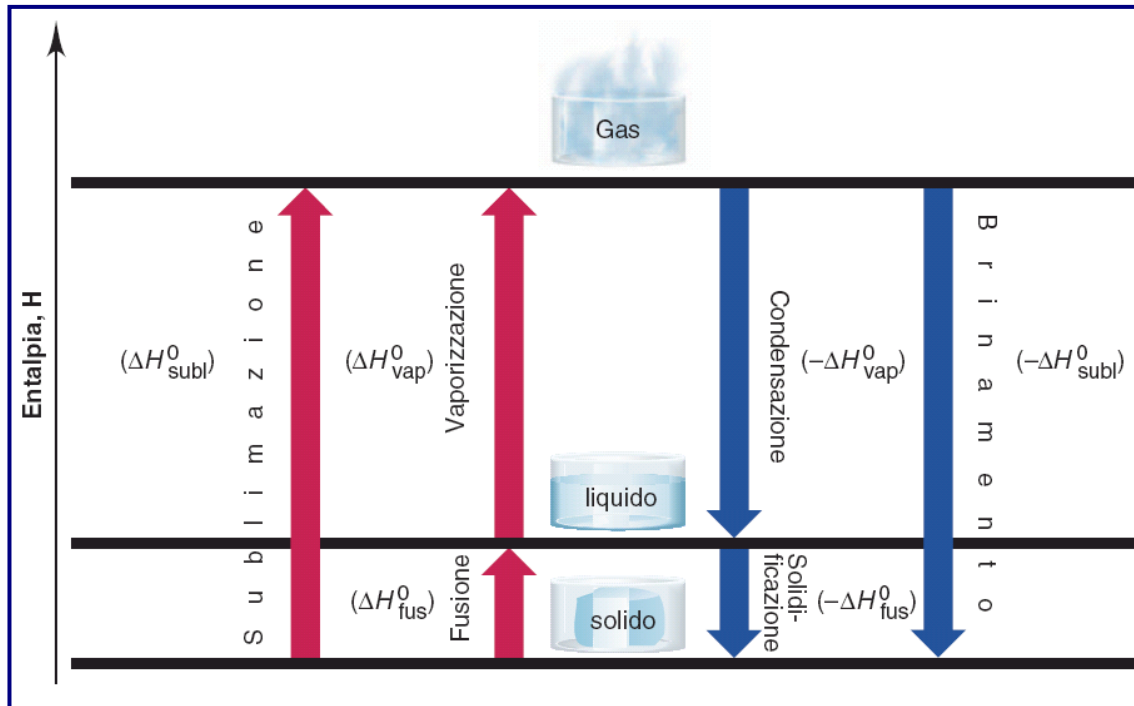 Entalpia, H
Gas
Sublimazione
(ΔH⁰subl)
Vaporizzazione
(ΔH⁰vap)
Condensazione
(–ΔH⁰vap)
Brinamento
(–ΔH⁰subl)
liquido
Fusione
(ΔH⁰fus)
solido
Solidi-
ficazione
(–ΔH⁰fus)